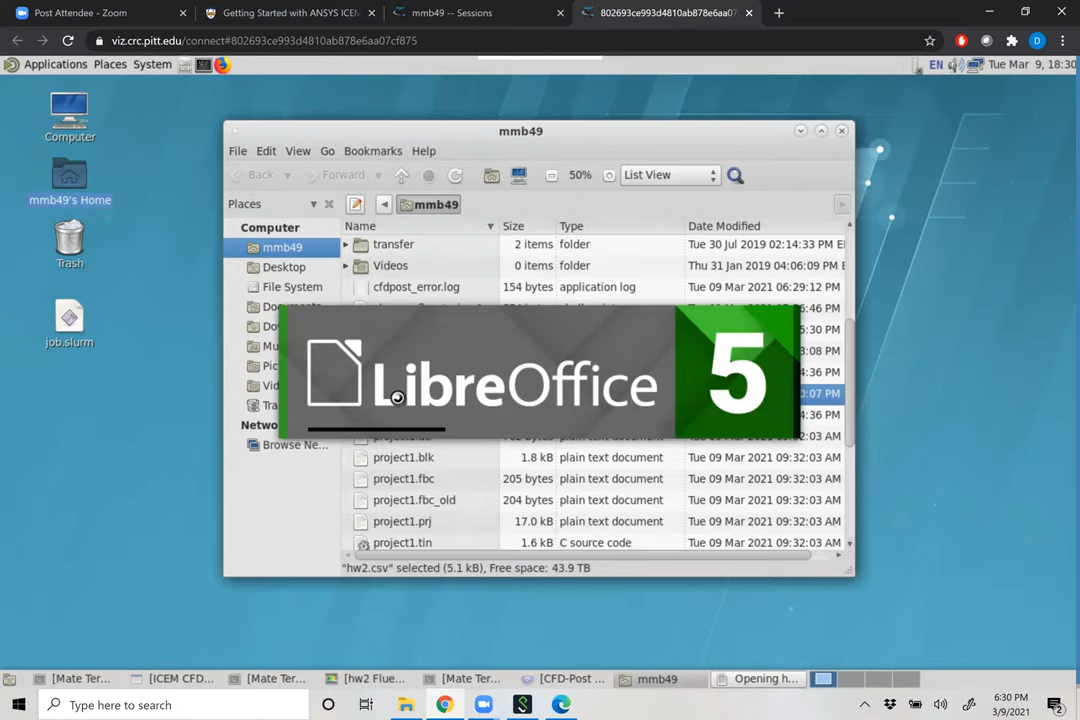 Post Attendee - Zoom
Getting Started with ANSYS ICEM
mmb49 -- Sessions
802693ce993d4810ab878e6aa07
viz.crc.pitt.edu/connect#802693ce993d4810ab878e6aa07cf875
D
Applications Places System
EN
Tue Mar 9, 18:30
Computer
mmb49's Home
Trash
job.slurm
mmb49
File Edit View Go Bookmarks Help
Back
Forward
50%
List View
Places
mmb49
Name Size Type Date Modified
Computer
mmb49
Desktop
File System
Network
Browse Ne...
transfer 2 items folder Tue 30 Jul 2019 02:14:33 PM
Videos 0 items folder Thu 31 Jan 2019 04:06:09 PM
cfdpost_error.log 154 bytes application log Tue 09 Mar 2021 06:29:12 PM
LibreOffice 5
project1.blk 1.8 kB plain text document Tue 09 Mar 2021 09:32:03 AM
project1.fbc 205 bytes plain text document Tue 09 Mar 2021 09:32:03 AM
project1.fbc_old 204 bytes plain text document Tue 09 Mar 2021 09:32:03 AM
project1.prj 17.0 kB plain text document Tue 09 Mar 2021 09:32:03 AM
project1.tin 1.6 kB C source code Tue 09 Mar 2021 09:32:03 AM
"hw2.csv" selected (5.1 kB), Free space: 43.9 TB
[Mate Ter...
[ICEM CFD...
[Mate Ter...
[hw2 Flue...
[Mate Ter...
[CFD-Post ...
mmb49
Opening h...
Type here to search
6:30 PM
3/9/2021
2